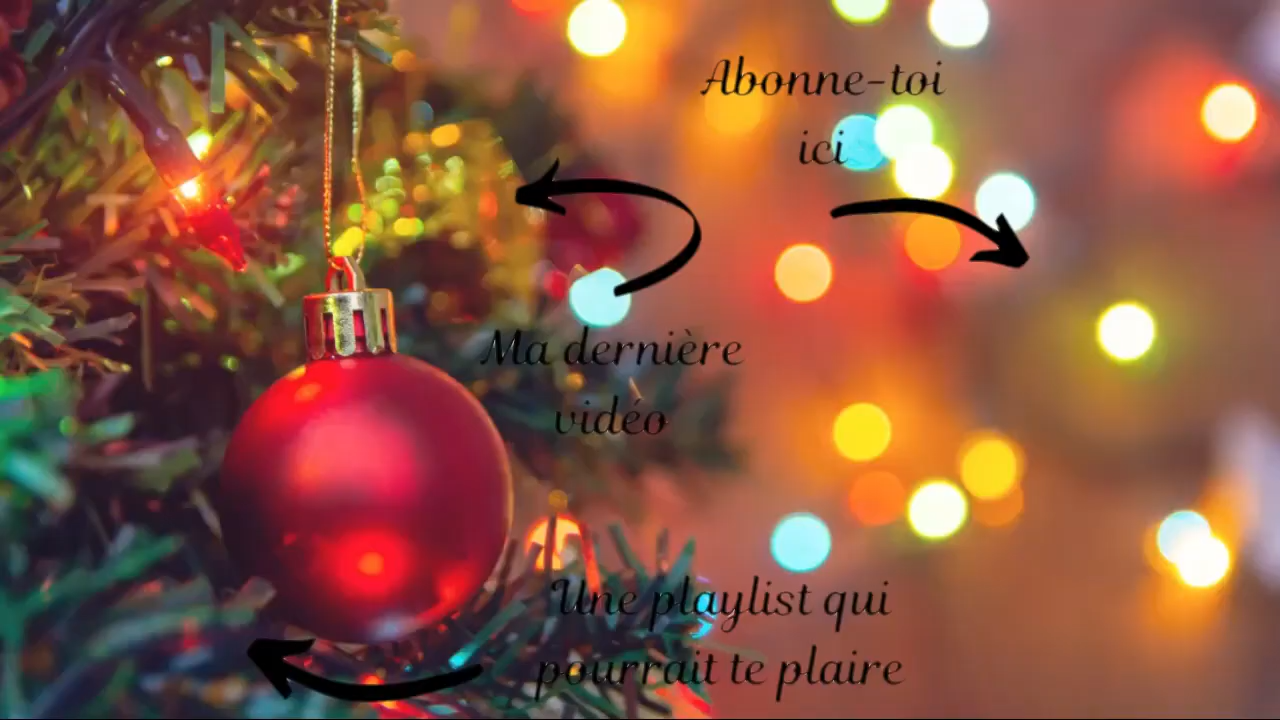 Abonne-toi
ici
Ma dernière
vidéo
Une playlist qui
pourrait te plaire